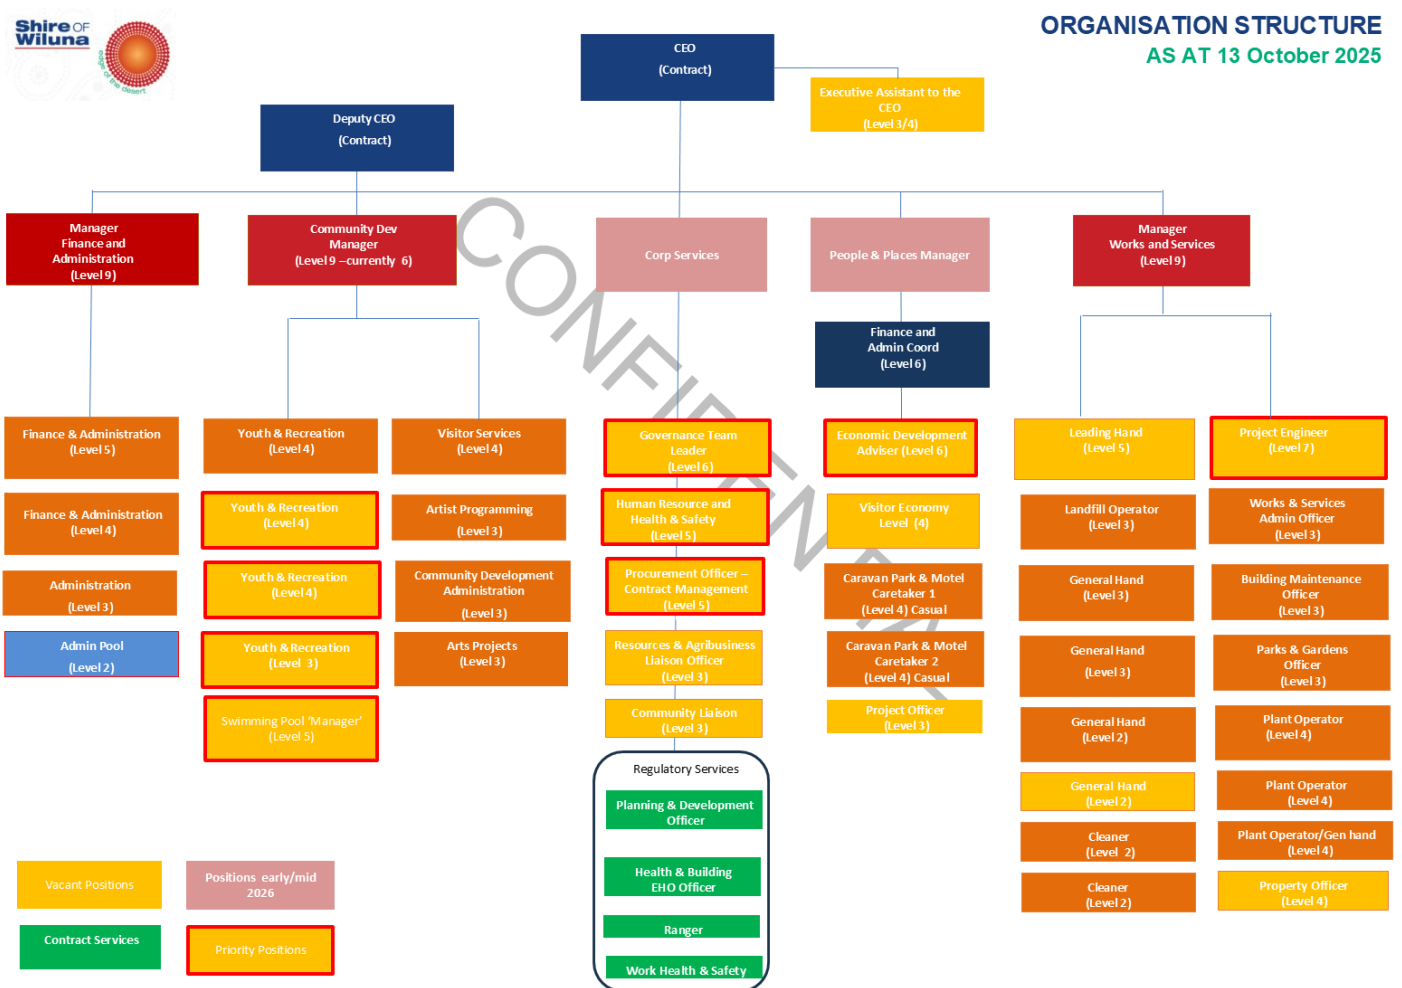 Shire OF
Wiluna
edge of the desert
ORGANISATION STRUCTURE
AS AT 13 October 2025
CEO
(Contract)
Executive Assistant to the
CEO
(Level 3/4)
Deputy CEO
(Contract)
Manager
Finance and
Administration
(Level 9)
Community Dev
Manager
(Level 9 –currently 6)
Corp Services
People & Places Manager
Manager
Works and Services
(Level 9)
Finance and
Admin Coord
(Level 6)
Finance & Administration
(Level 5)
Finance & Administration
(Level 4)
Administration
(Level 3)
Admin Pool
(Level 2)
Youth & Recreation
(Level 4)
Youth & Recreation
(Level 4)
Youth & Recreation
(Level 4)
Youth & Recreation
(Level 3)
Swimming Pool ‘Manager’
(Level 5)
Visitor Services
(Level 4)
Artist Programming
(Level 3)
Community Development
Administration
(Level 3)
Arts Projects
(Level 3)
Governance Team
Leader
(Level 6)
Human Resource and
Health & Safety
(Level 5)
Procurement Officer –
Contract Management
(Level 5)
Resources & Agribusiness
Liaison Officer
(Level 3)
Community Liaison
(Level 3)
Regulatory Services
Planning & Development
Officer
Health & Building
EHO Officer
Ranger
Work Health & Safety
Economic Development
Adviser (Level 6)
Visitor Economy
Level (4)
Caravan Park & Motel
Caretaker 1
(Level 4) Casual
Caravan Park & Motel
Caretaker 2
(Level 4) Casual
Project Officer
(Level 3)
Leading Hand
(Level 5)
Landfill Operator
(Level 3)
General Hand
(Level 3)
General Hand
(Level 3)
General Hand
(Level 2)
General Hand
(Level 2)
Cleaner
(Level 2)
Cleaner
(Level 2)
Project Engineer
(Level 7)
Works & Services
Admin Officer
(Level 3)
Building Maintenance
Officer
(Level 3)
Parks & Gardens
Officer
(Level 3)
Plant Operator
(Level 4)
Plant Operator
(Level 4)
Plant Operator/Gen hand
(Level 4)
Property Officer
(Level 4)
Vacant Positions
Positions early/mid
2026
Contract Services
Priority Positions
CONFIDENTIAL